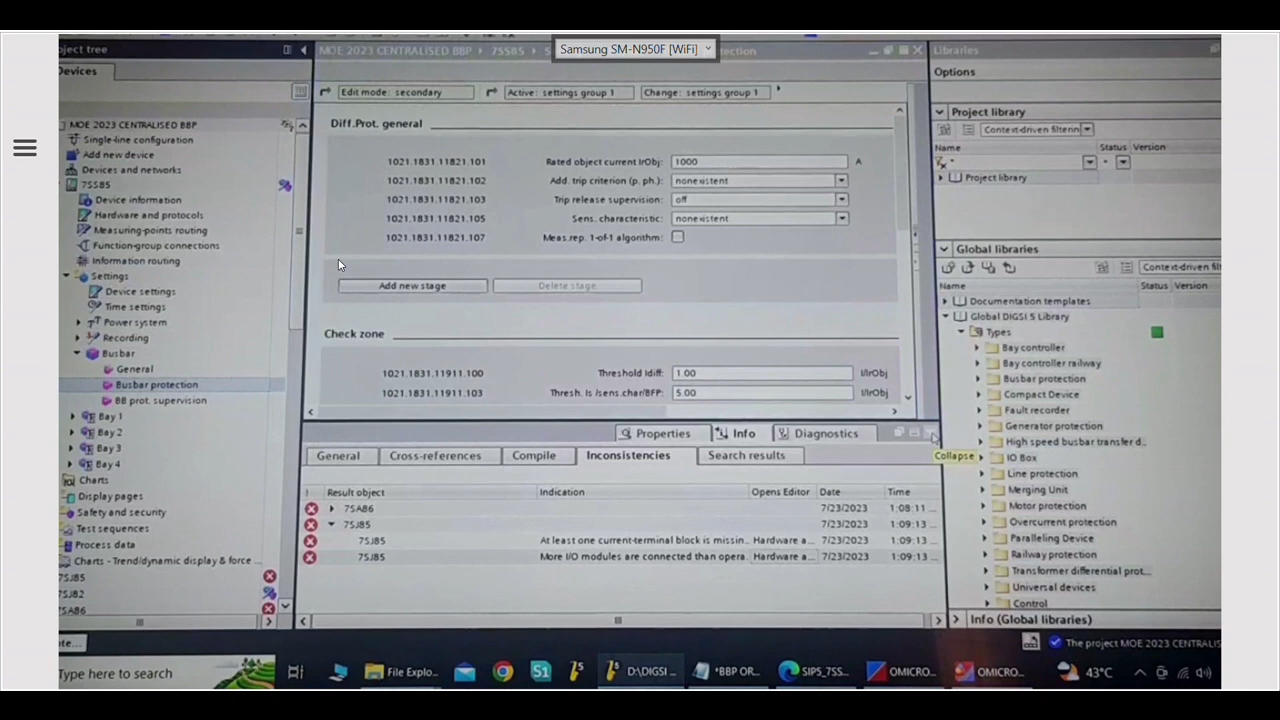 Samsung SM-N950F [WiFi]
oject tree
Devices
MOE 2023 CENTRALISED BBP
Single-line configuration
Add new device
Devices and networks
7SS85
Device information
Hardware and protocols
Measuring-points routing
Function-group connections
Information routing
Settings
Device settings
Time settings
Power system
Recording
Busbar
General
Busbar protection
BB prot. supervision
Bay 1
Bay 2
Bay 3
Bay 4
Charts
Display pages
Safety and security
Test sequences
Process data
Charts - Trend/dynamic display & force ...
7SJ85
7SJ82
7SA86
MOE 2023 CENTRALISED BBP
7SS85
tection
Edit mode: secondary
Active: settings group 1
Change: settings group 1
Diff.Prot. general
1021.1831.11821.101 Rated object current IrObj: 1000 A
1021.1831.11821.102 Add. trip criterion (p. ph.): nonexistent
1021.1831.11821.103 Trip release supervision: off
1021.1831.11821.105 Sens. characteristic: nonexistent
1021.1831.11821.107 Meas.rep. 1-of-1 algorithm:
Add new stage
Delete stage
Check zone
1021.1831.11911.100 Threshold Idiff: 1.00 I/IrObj
1021.1831.11911.103 Thresh. Is /sens.char/BFP: 5.00 I/IrObj
Properties Info Diagnostics
Collapse
General Cross-references Compile Inconsistencies Search results
! Result object Indication Opens Editor Date Time
7SA86 7/23/2023 1:08:11 ...
7SJ85 7/23/2023 1:09:13 ...
7SJ85 At least one current-terminal block is missin... Hardware a... 7/23/2023 1:09:13 ...
7SJ85 More I/O modules are connected than opera... Hardware a... 7/23/2023 1:09:13 ...
Libraries
Options
Project library
Context-driven filterin
Name Status Version
Project library
Global libraries
Context-driven filt
Name Status Version
Documentation templates
Global DIGSI 5 Library
Types
Bay controller
Bay controller railway
Busbar protection
Compact Device
Fault recorder
Generator protection
High speed busbar transfer d...
IO Box
Line protection
Merging Unit
Motor protection
Overcurrent protection
Paralleling Device
Railway protection
Transformer differential prot...
Universal devices
Control
Info (Global libraries)
The project MOE 2023 CENTRALIS
Type here to search
File Explo...
S1
D:\DIGSI ...
*BBP OR...
SIP5_7SS...
OMICRO...
OMICRO...
43°C